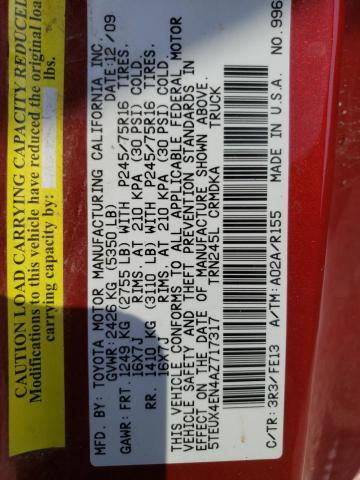 CAUTION LOAD CARRYING CAPACITY REDUCED
Modifications to this vehicle have reduced the original load
carrying capacity by: lbs.
MFD. BY: TOYOTA MOTOR MANUFACTURING CALIFORNIA INC.
GVWR: 2426 KG (5350 LB) DATE: 12/09
GAWR: FRT. 1249 KG (2755 LB) WITH P245/75R16 TIRES,
16X7J RIMS, AT 210 KPA (30 PSI) COLD
RR. 1410 KG (3110 LB) WITH P245/75R16 TIRES,
16X7J RIMS, AT 210 KPA (30 PSI) COLD
THIS VEHICLE CONFORMS TO ALL APPLICABLE FEDERAL MOTOR
VEHICLE SAFETY AND THEFT PREVENTION STANDARDS IN
EFFECT ON THE DATE OF MANUFACTURE SHOWN ABOVE.
5TEUX4EN4AZ717317 TRN245L CRMDKA TRUCK
C/TR: 3R3/FE13 A/TM: A02A/R155 MADE IN U.S.A. NO. 996